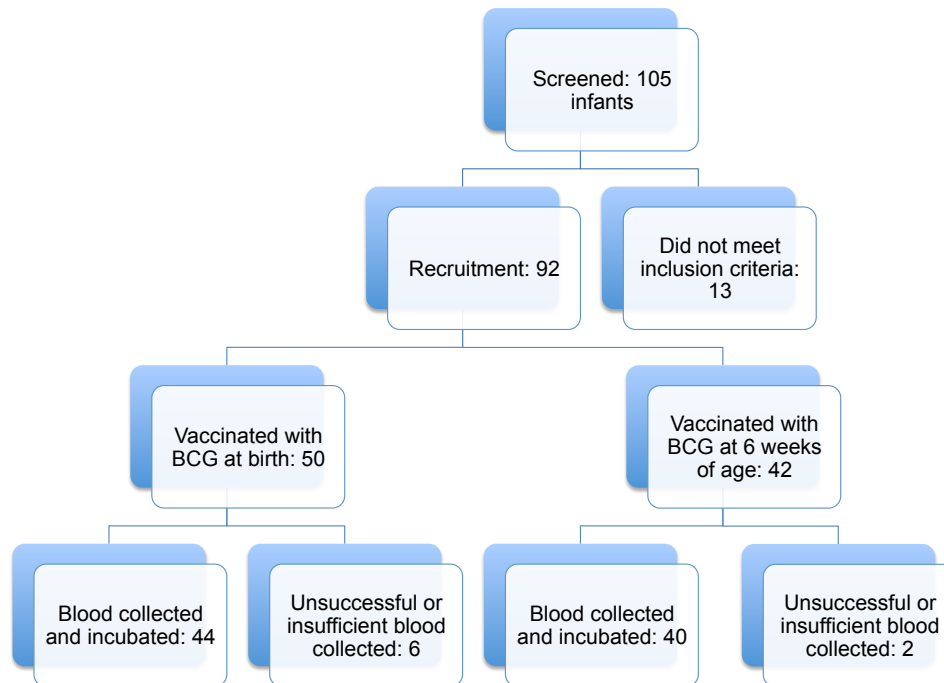 Screened: 105
infants
Recruitment: 92
Did not meet
inclusion criteria:
13
Vaccinated with
BCG at birth: 50
Vaccinated with
BCG at 6 weeks
of age: 42
Blood collected
and incubated: 44
Unsuccessful or
insufficient blood
collected: 6
Blood collected
and incubated: 40
Unsuccessful or
insufficient blood
collected: 2